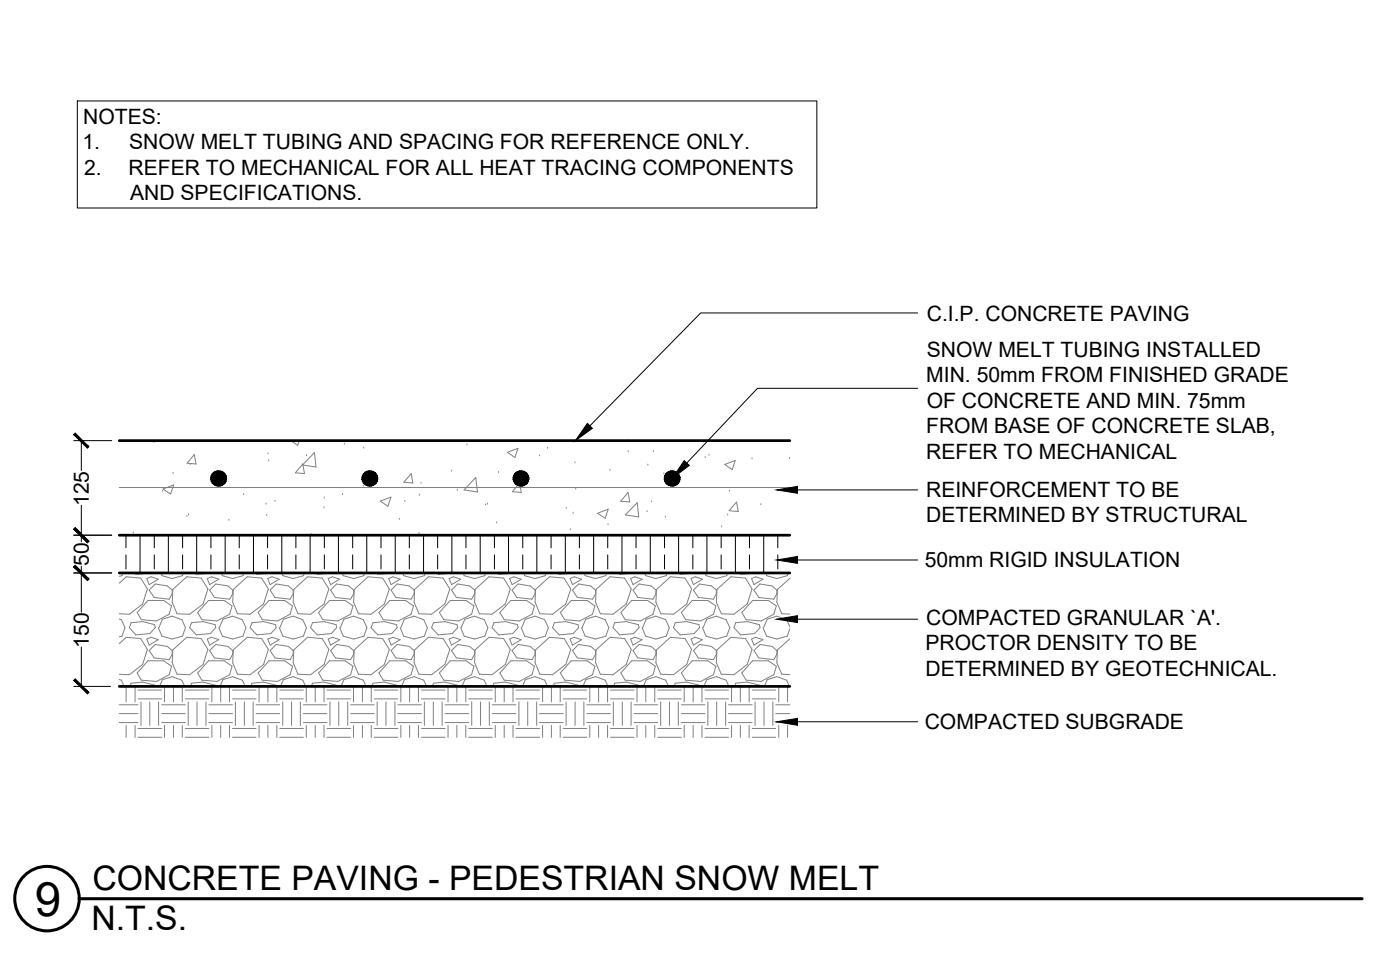 NOTES:
1. SNOW MELT TUBING AND SPACING FOR REFERENCE ONLY.
2. REFER TO MECHANICAL FOR ALL HEAT TRACING COMPONENTS
AND SPECIFICATIONS.
C.I.P. CONCRETE PAVING
SNOW MELT TUBING INSTALLED
MIN. 50mm FROM FINISHED GRADE
OF CONCRETE AND MIN. 75mm
FROM BASE OF CONCRETE SLAB,
REFER TO MECHANICAL
REINFORCEMENT TO BE
DETERMINED BY STRUCTURAL
50mm RIGID INSULATION
COMPACTED GRANULAR `A'.
PROCTOR DENSITY TO BE
DETERMINED BY GEOTECHNICAL.
COMPACTED SUBGRADE
125
50
150
9
CONCRETE PAVING - PEDESTRIAN SNOW MELT
N.T.S.